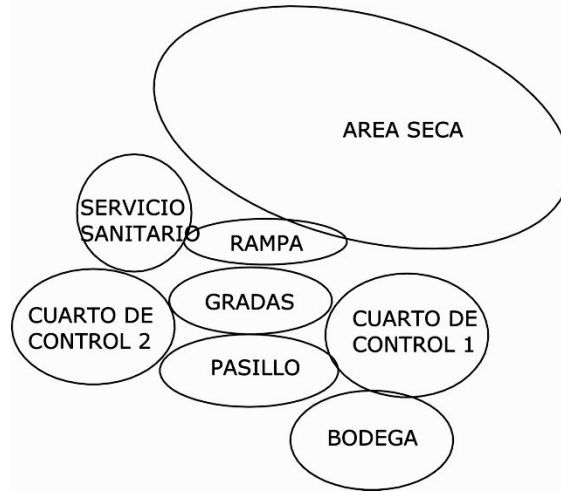 AREA SECA
SERVICIO
SANITARIO
RAMPA
GRADAS
CUARTO DE
CONTROL 2
CUARTO DE
CONTROL 1
PASILLO
BODEGA